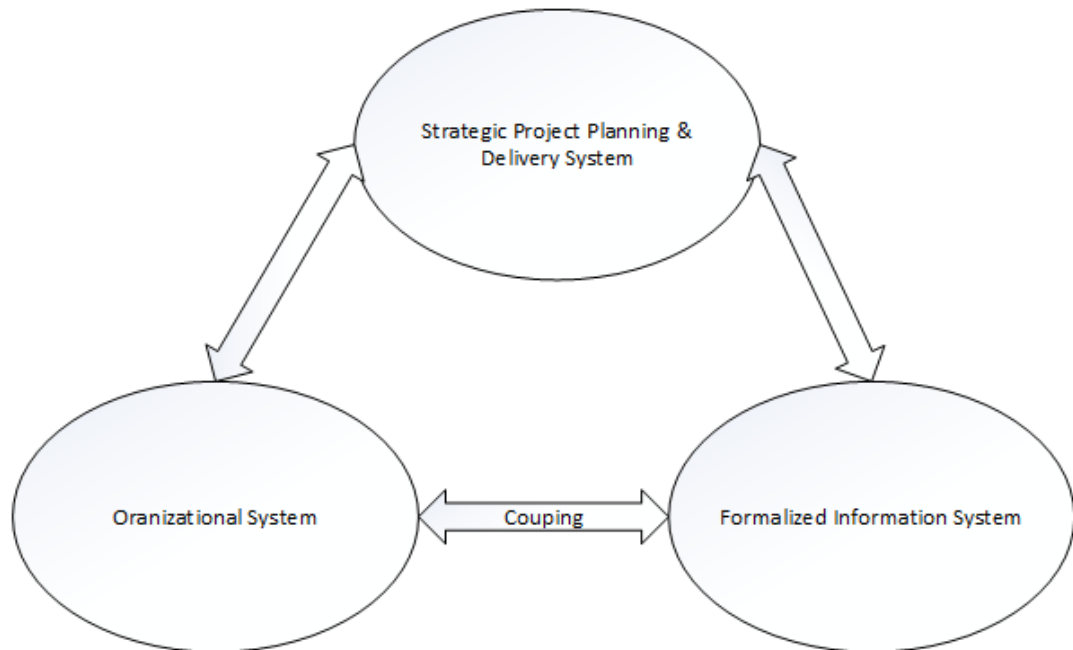 Strategic Project Planning &
Delivery System
Oranizational System
Couping
Formalized Information System